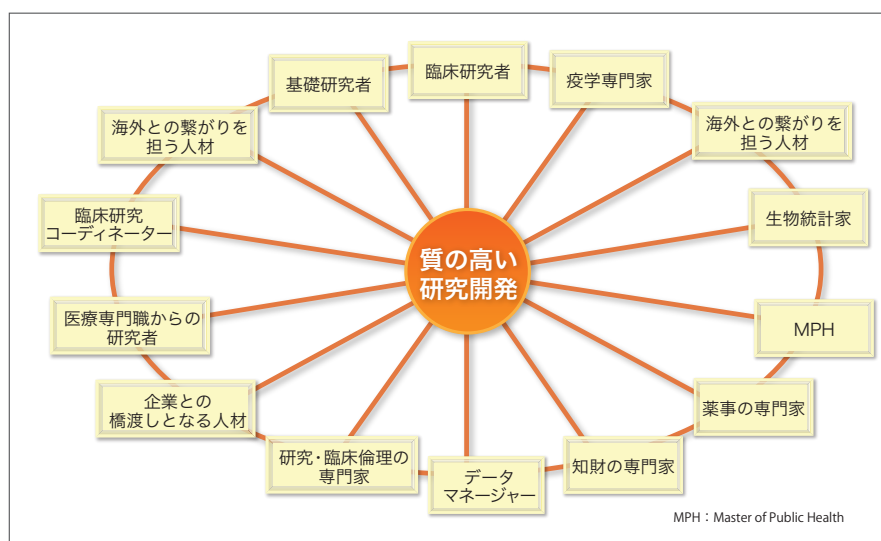 臨床研究者
基礎研究者
疫学専門家
海外との繋がりを
担う人材
海外との繋がりを
担う人材
臨床研究
コーディネーター
生物統計家
質の高い
研究開発
医療専門職からの
研究者
MPH
企業との
橋渡しとなる人材
薬事の専門家
研究・臨床倫理の
専門家
データ
マネージャー
知財の専門家
MPH：Master of Public Health